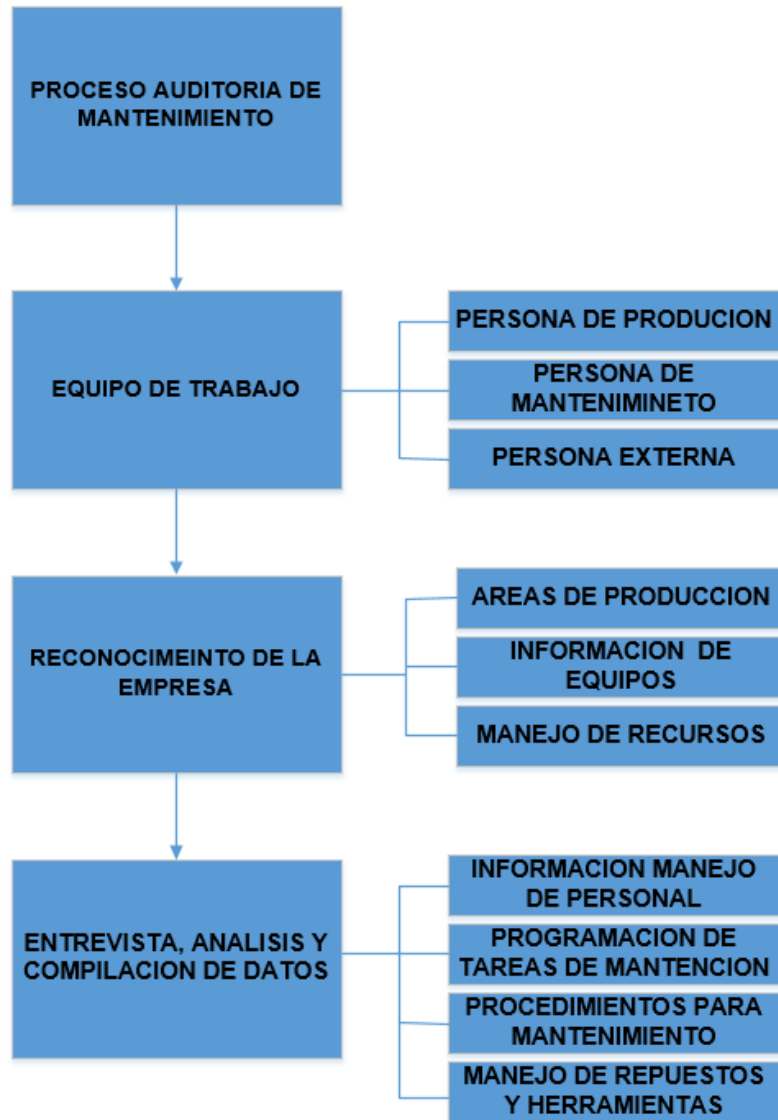 PROCESO AUDITORIA DE
MANTENIMIENTO
EQUIPO DE TRABAJO
PERSONA DE PRODUCION
PERSONA DE
MANTENIMINETO
PERSONA EXTERNA
RECONOCIMEINTO DE LA
EMPRESA
AREAS DE PRODUCCION
INFORMACION DE
EQUIPOS
MANEJO DE RECURSOS
ENTREVISTA, ANALISIS Y
COMPILACION DE DATOS
INFORMACION MANEJO
DE PERSONAL
PROGRAMACION DE
TAREAS DE MANTENCION
PROCEDIMIENTOS PARA
MANTENIMIENTO
MANEJO DE REPUESTOS
Y HERRAMIENTAS